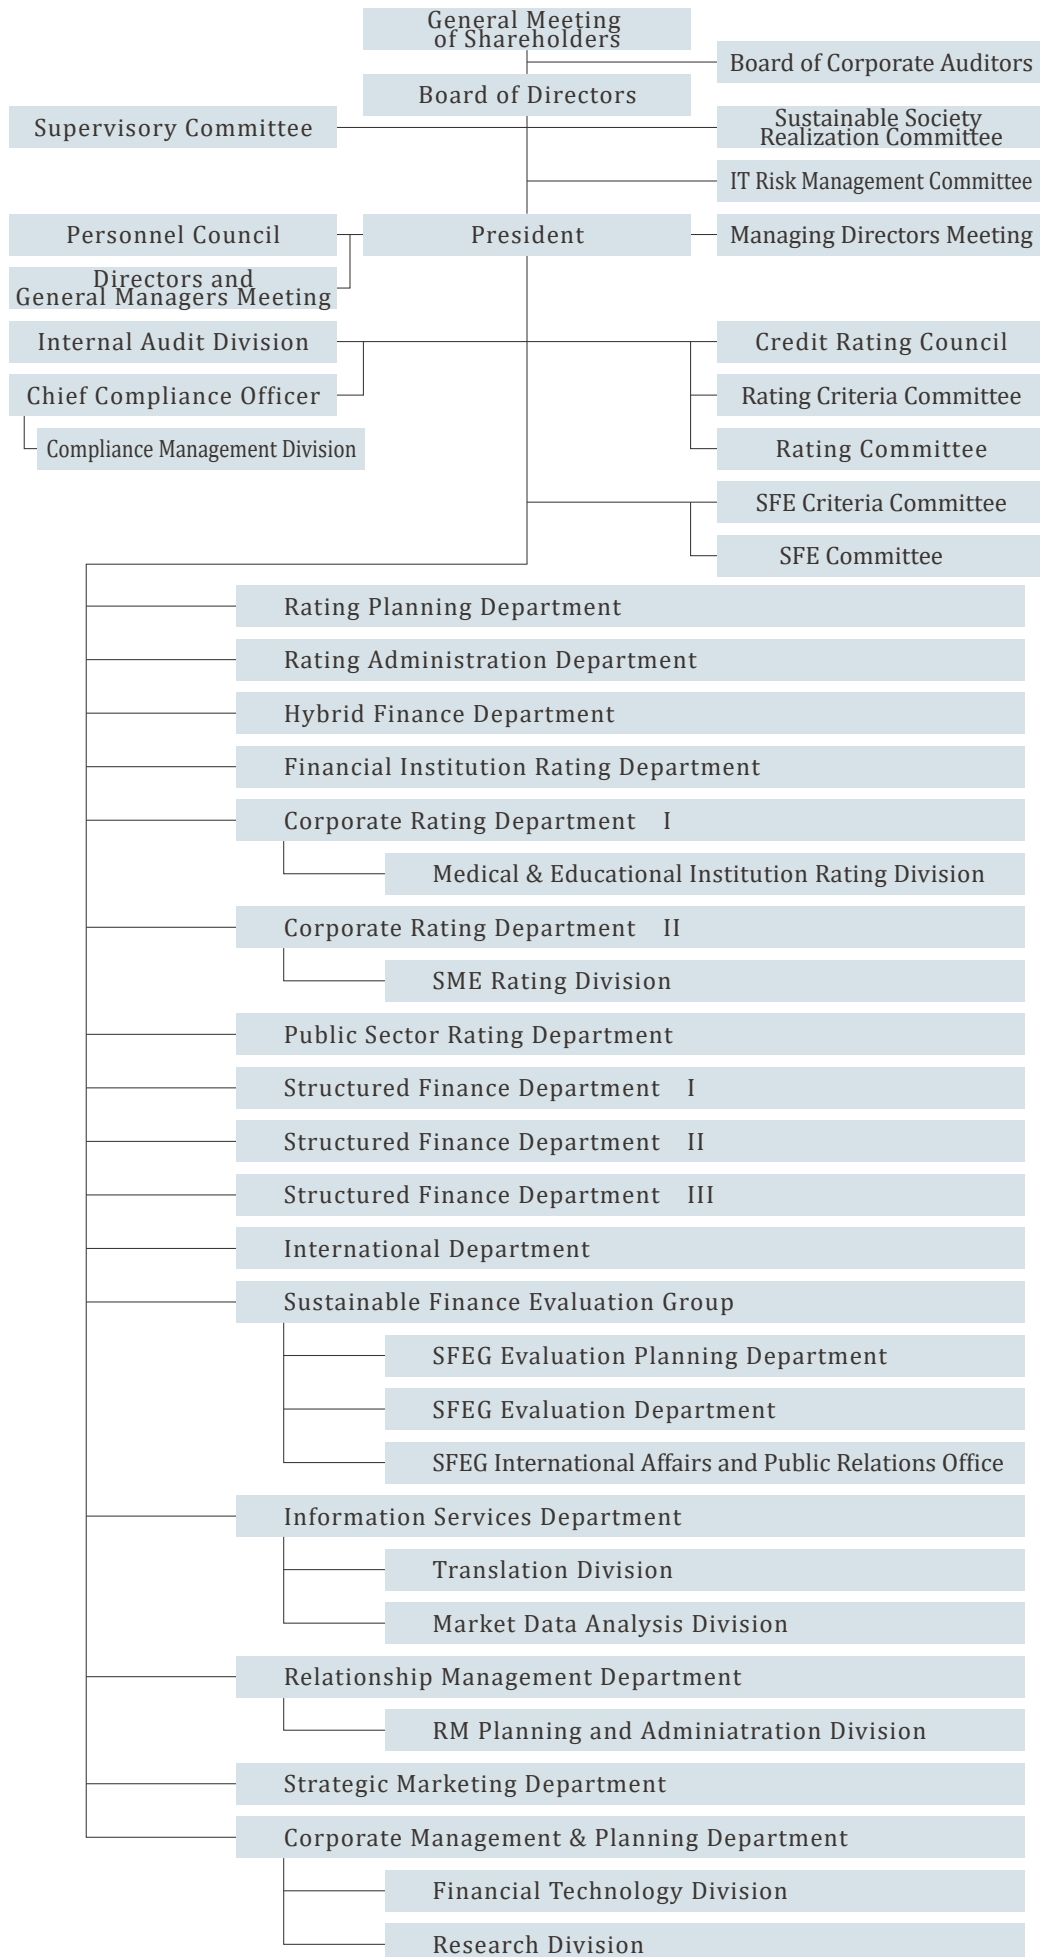 General Meeting
of Shareholders
Board of Corporate Auditors
Board of Directors
Supervisory Committee
Sustainable Society
Realization Committee
IT Risk Management Committee
Personnel Council
President
Managing Directors Meeting
Directors and
General Managers Meeting
Internal Audit Division
Credit Rating Council
Chief Compliance Officer
Rating Criteria Committee
Compliance Management Division
Rating Committee
SFE Criteria Committee
SFE Committee
Rating Planning Department
Rating Administration Department
Hybrid Finance Department
Financial Institution Rating Department
Corporate Rating Department I
Medical & Educational Institution Rating Division
Corporate Rating Department II
SME Rating Division
Public Sector Rating Department
Structured Finance Department I
Structured Finance Department II
Structured Finance Department III
International Department
Sustainable Finance Evaluation Group
SFEG Evaluation Planning Department
SFEG Evaluation Department
SFEG International Affairs and Public Relations Office
Information Services Department
Translation Division
Market Data Analysis Division
Relationship Management Department
RM Planning and Adminiatration Division
Strategic Marketing Department
Corporate Management & Planning Department
Financial Technology Division
Research Division